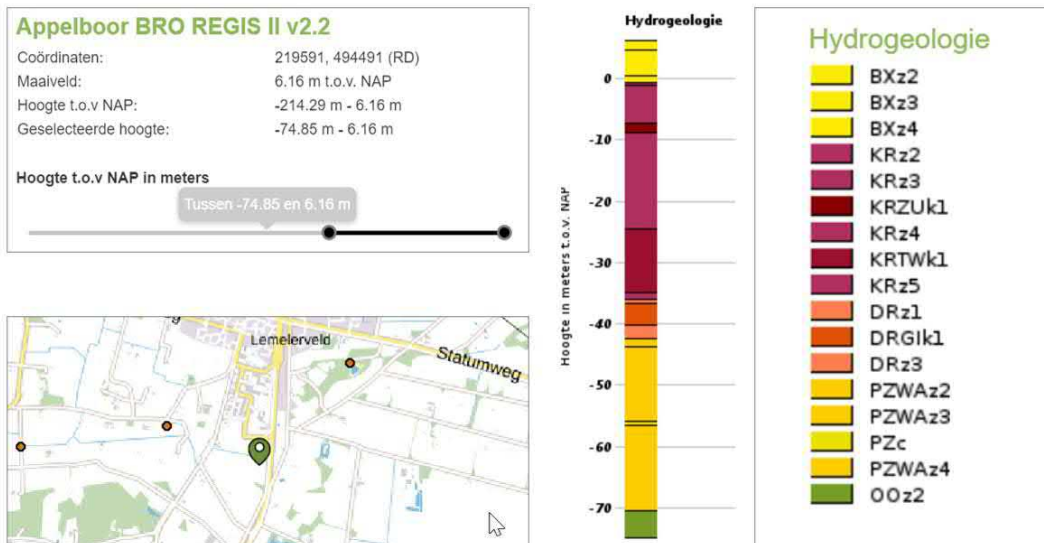 Appelboor BRO REGIS II v2.2
Coördinaten: 219591, 494491 (RD)
Maaiveld: 6.16 m t.o.v. NAP
Hoogte t.o.v NAP: -214.29 m - 6.16 m
Geselecteerde hoogte: -74.85 m - 6.16 m
Hoogte t.o.v NAP in meters
Tussen -74.85 en 6.16 m
Lemelerveld
Statumweg
Hydrogeologie
Hoogte in meters t.o.v. NAP
0
-10
-20
-30
-40
-50
-60
-70
Hydrogeologie
BXz2
BXz3
BXz4
KRz2
KRz3
KRZUk1
KRz4
KRTWk1
KRz5
DRz1
DRGIk1
DRz3
PZWAz2
PZWAz3
PZc
PZWAz4
OOz2